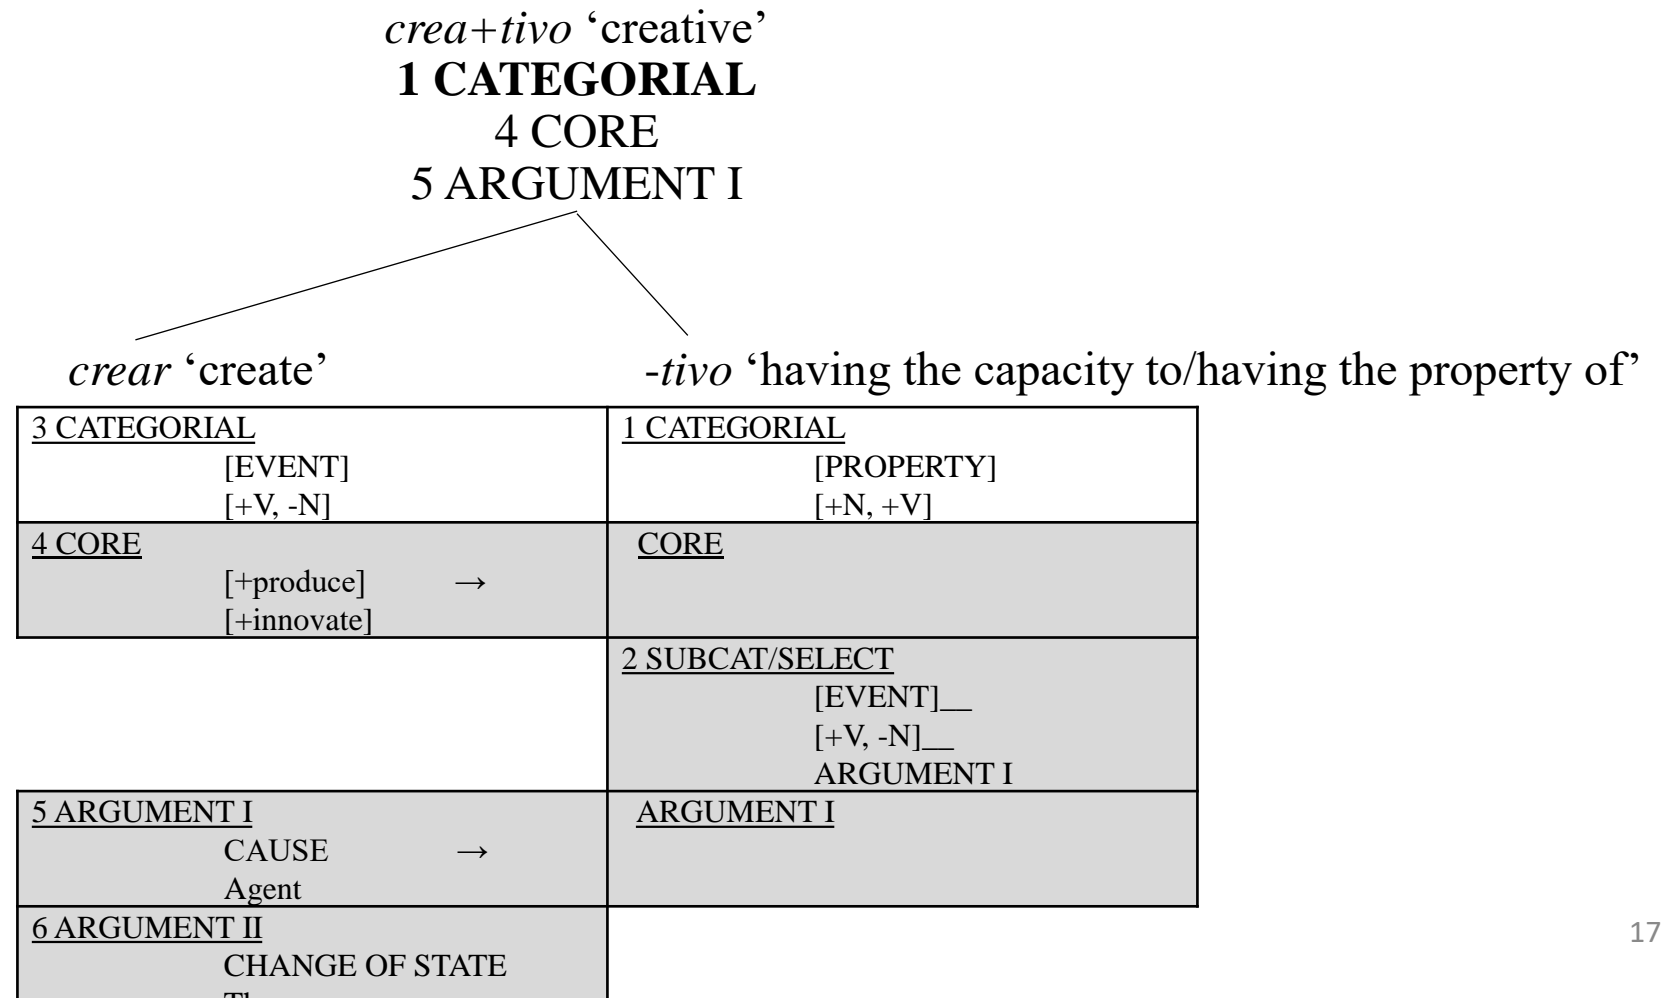 crea+tivo ‘creative’
1 CATEGORIAL
4 CORE
5 ARGUMENT I
crear ‘create’
-tivo ‘having the capacity to/having the property of’
3 CATEGORIAL
[EVENT]
[+V, -N]
1 CATEGORIAL
[PROPERTY]
[+N, +V]
4 CORE
[+produce] →
[+innovate]
CORE
2 SUBCAT/SELECT
[EVENT]__
[+V, -N]__
ARGUMENT I
5 ARGUMENT I
CAUSE →
Agent
ARGUMENT I
6 ARGUMENT II
CHANGE OF STATE
17